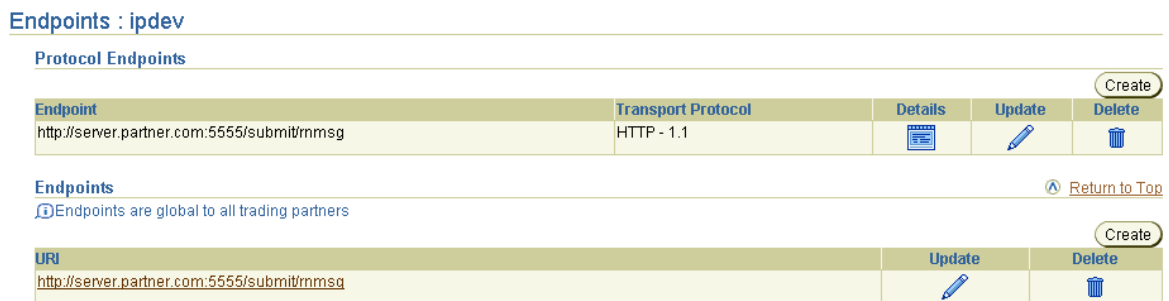 Endpoints : ipdev
Protocol Endpoints
Create
Endpoint Transport Protocol Details Update Delete
http://server.partner.com:5555/submit/rnmsg HTTP - 1.1
Endpoints Return to Top
Endpoints are global to all trading partners
Create
URI Update Delete
http://server.partner.com:5555/submit/rnmsg